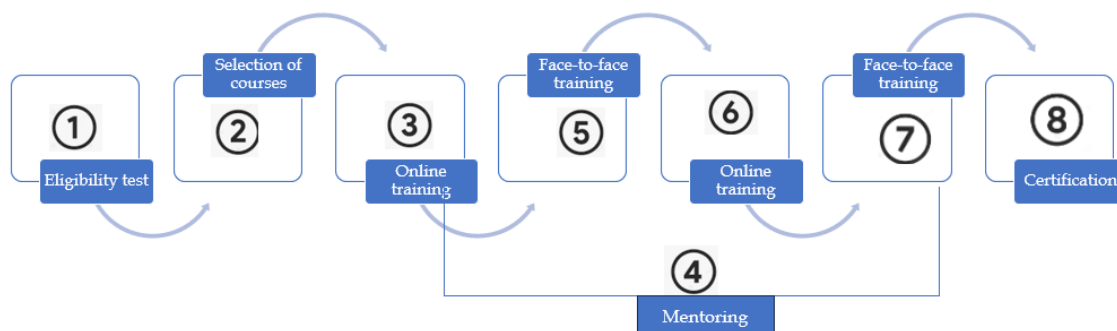 ①
Eligibility test
Selection of
courses
②
③
Online
training
Face-to-face
training
⑤
⑥
Online
training
Face-to-face
training
⑦
⑧
Certification
④
Mentoring